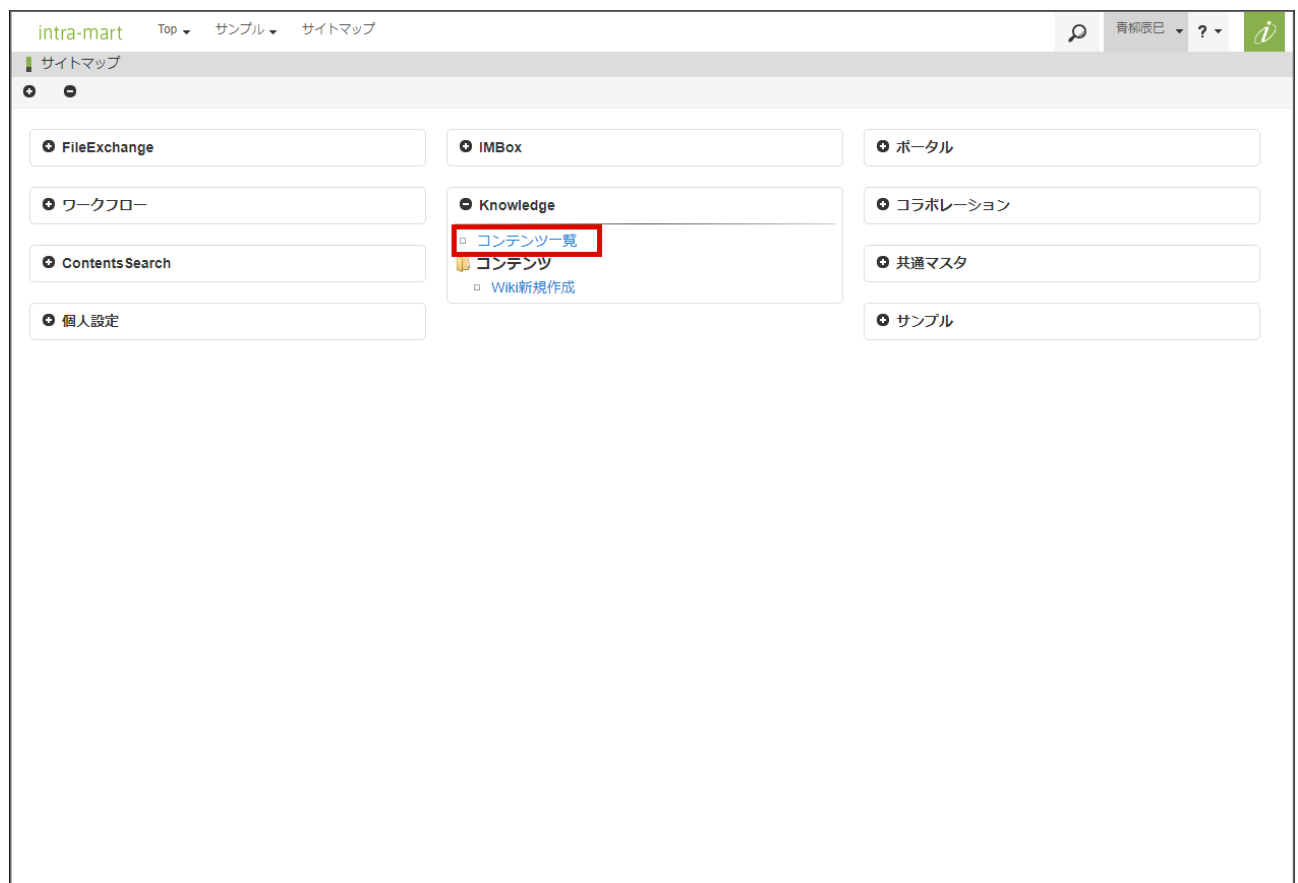 intra-mart Top サンプル サイトマップ 青柳辰巳 ?
サイトマップ
FileExchange
IMBox
ポータル
ワークフロー
Knowledge
コラボレーション
コンテンツ一覧
コンテンツ
Wiki新規作成
ContentsSearch
共通マスタ
個人設定
サンプル